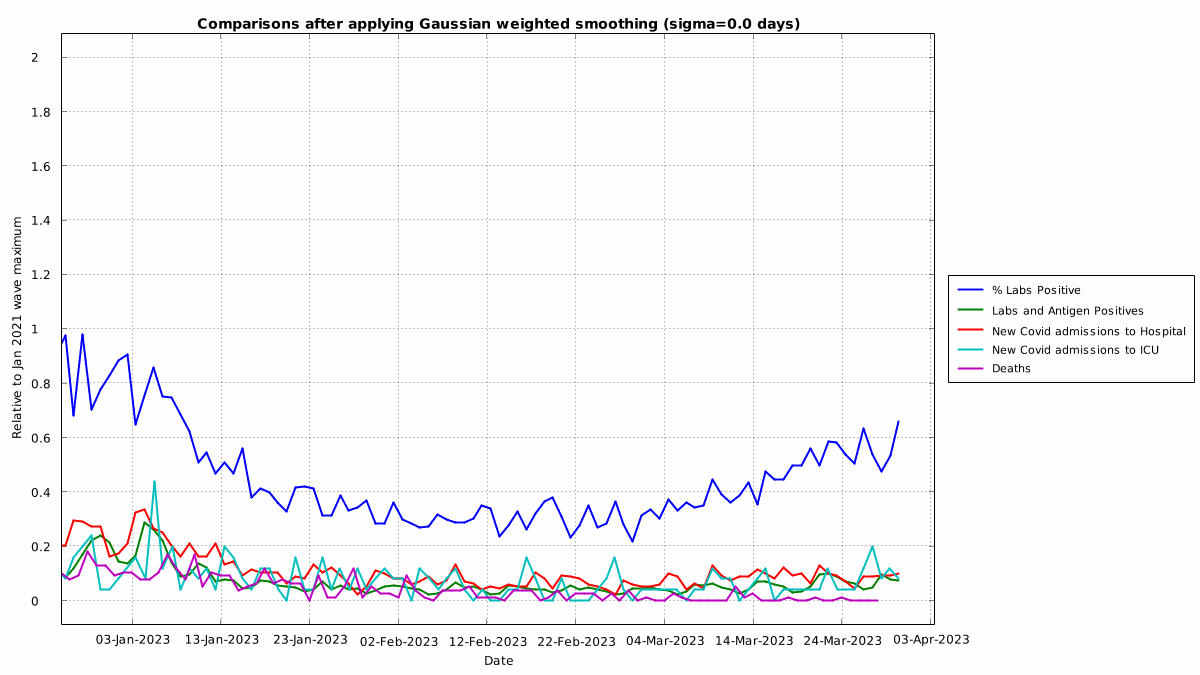 Comparisons after applying Gaussian weighted smoothing (sigma=0.0 days)
Relative to Jan 2021 wave maximum
2
1.8
1.6
1.4
1.2
1
0.8
0.6
0.4
0.2
0
03-Jan-2023 13-Jan-2023 23-Jan-2023 02-Feb-2023 12-Feb-2023 22-Feb-2023 04-Mar-2023 14-Mar-2023 24-Mar-2023 03-Apr-2023
Date
% Labs Positive
Labs and Antigen Positives
New Covid admissions to Hospital
New Covid admissions to ICU
Deaths